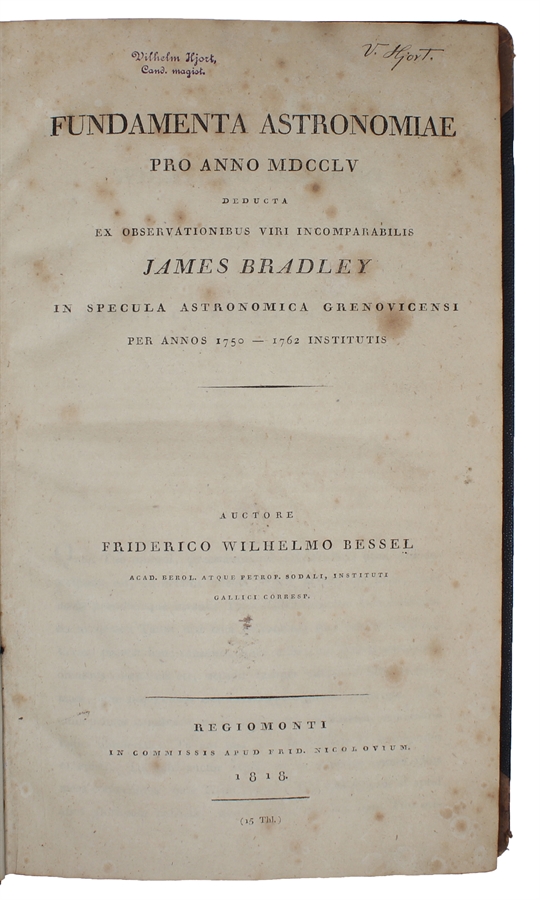 Vilhelm Hjort,
Cand. magist.
V. Hjort.
FUNDAMENTA ASTRONOMIAE
PRO ANNO MDCCLV
DEDUCTA
EX OBSERVATIONIBUS VIRI INCOMPARABILIS
JAMES BRADLEY
IN SPECULA ASTRONOMICA GRENOVICENSI
PER ANNOS 1750 — 1762 INSTITUTIS
AUCTORE
FRIDERICO WILHELMO BESSEL
ACAD. BEROL. ATQUE PETROP. SODALI, INSTITUTI
GALLICI CORRESP.
REGIOMONTI
IN COMMISSIS APUD FRID. NICOLOVIUM.
1818.
(15 Thl.)